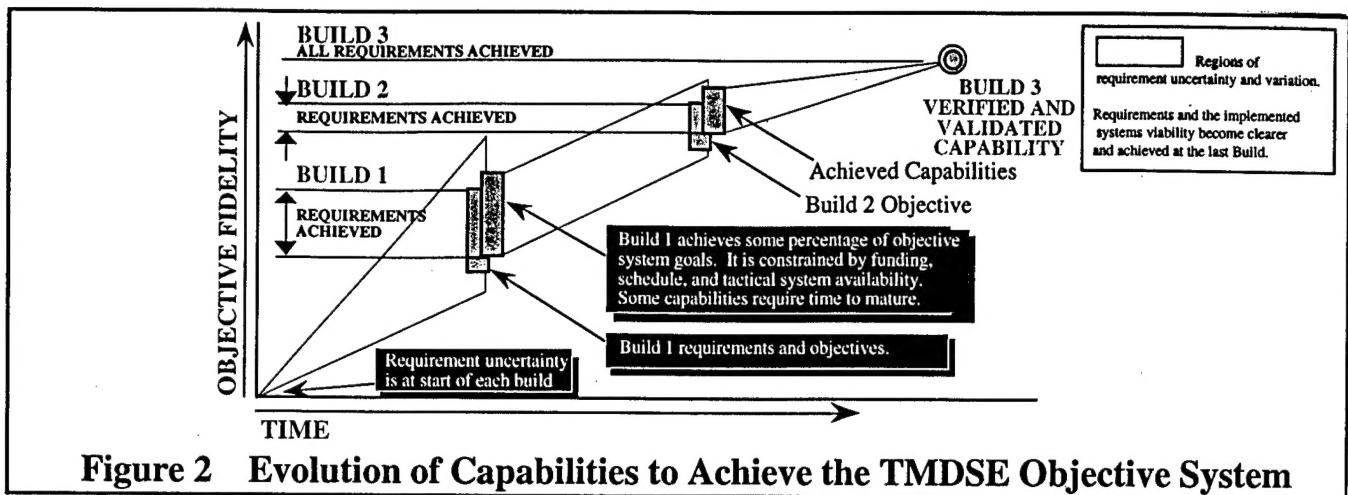 BUILD 3
ALL REQUIREMENTS ACHIEVED
BUILD 2
REQUIREMENTS ACHIEVED
BUILD 1
REQUIREMENTS
ACHIEVED
OBJECTIVE FIDELITY
TIME
BUILD 3
VERIFIED AND
VALIDATED
CAPABILITY
Achieved Capabilities
Build 2 Objective
Build 1 achieves some percentage of objective
system goals. It is constrained by funding,
schedule, and tactical system availability.
Some capabilities require time to mature.
Build 1 requirements and objectives.
Requirement uncertainty
is at start of each build
Regions of
requirement uncertainty and variation.
Requirements and the implemented
systems viability become clearer
and achieved at the last Build.
Figure 2 Evolution of Capabilities to Achieve the TMDSE Objective System